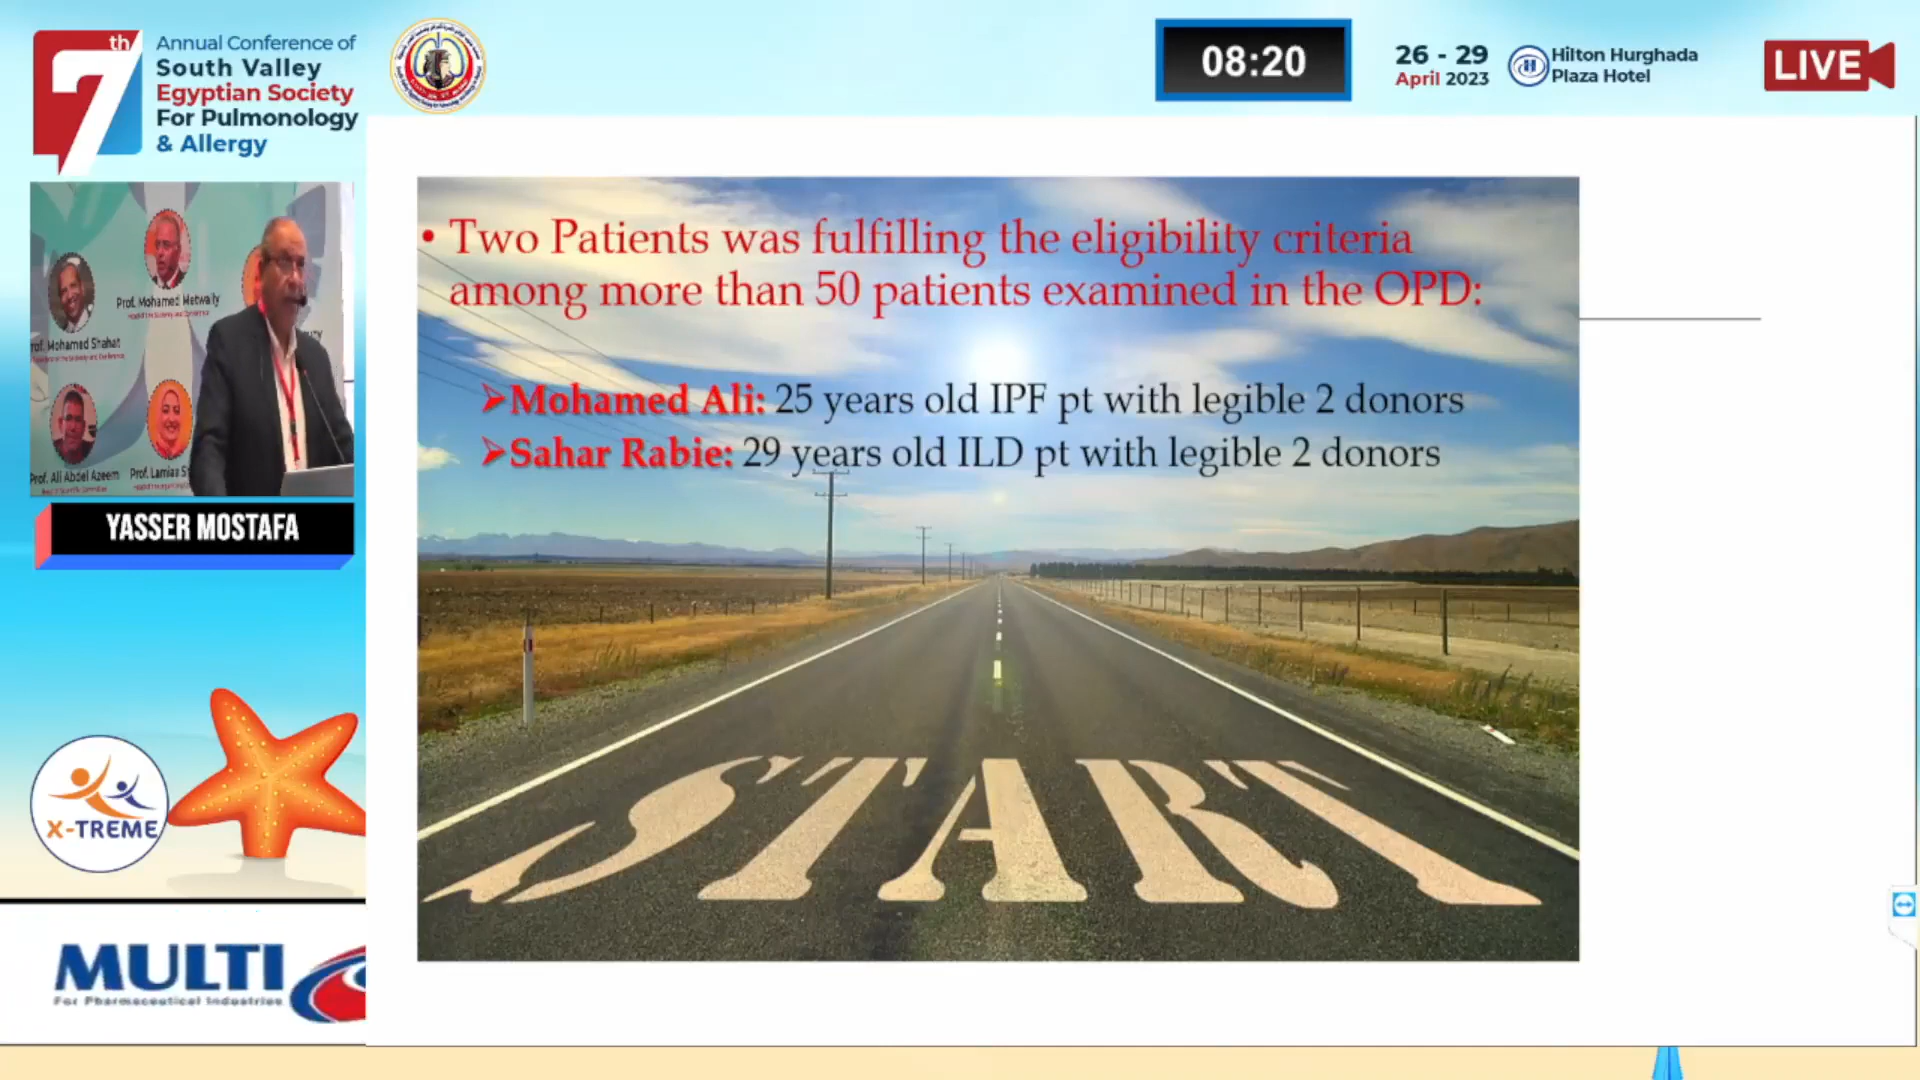 7th
Annual Conference of
South Valley
Egyptian Society
For Pulmonology
& Allergy
08:20
26 - 29
April 2023
Hilton Hurghada
Plaza Hotel
LIVE
Prof. Mohamed Metwally
Prof. Mohamed Shahat
Prof. Ali Abdel Azeem
Prof. Lamiaa
YASSER MOSTAFA
• Two Patients was fulfilling the eligibility criteria
among more than 50 patients examined in the OPD:
➢Mohamed Ali: 25 years old IPF pt with legible 2 donors
➢Sahar Rabie: 29 years old ILD pt with legible 2 donors
START
X-TREME
MULTI
For Pharmaceutical Industries